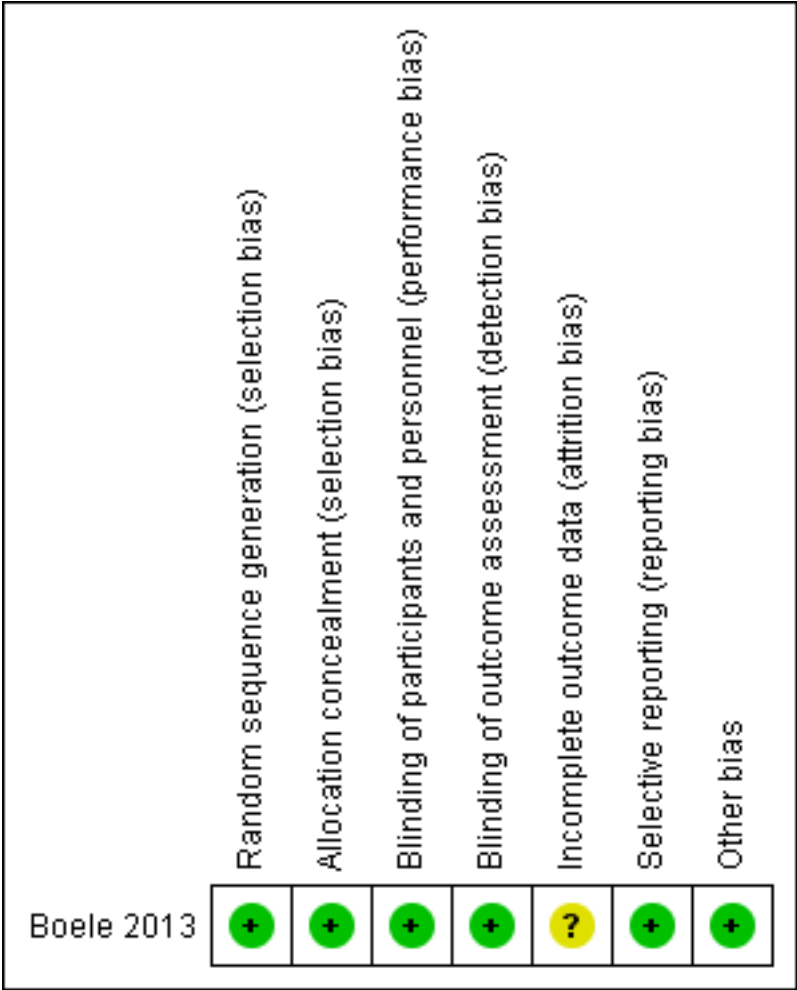 Random sequence generation (selection bias)
Allocation concealment (selection bias)
Blinding of participants and personnel (performance bias)
Blinding of outcome assessment (detection bias)
Incomplete outcome data (attrition bias)
Selective reporting (reporting bias)
Other bias
Boele 2013 + + + + ? + +